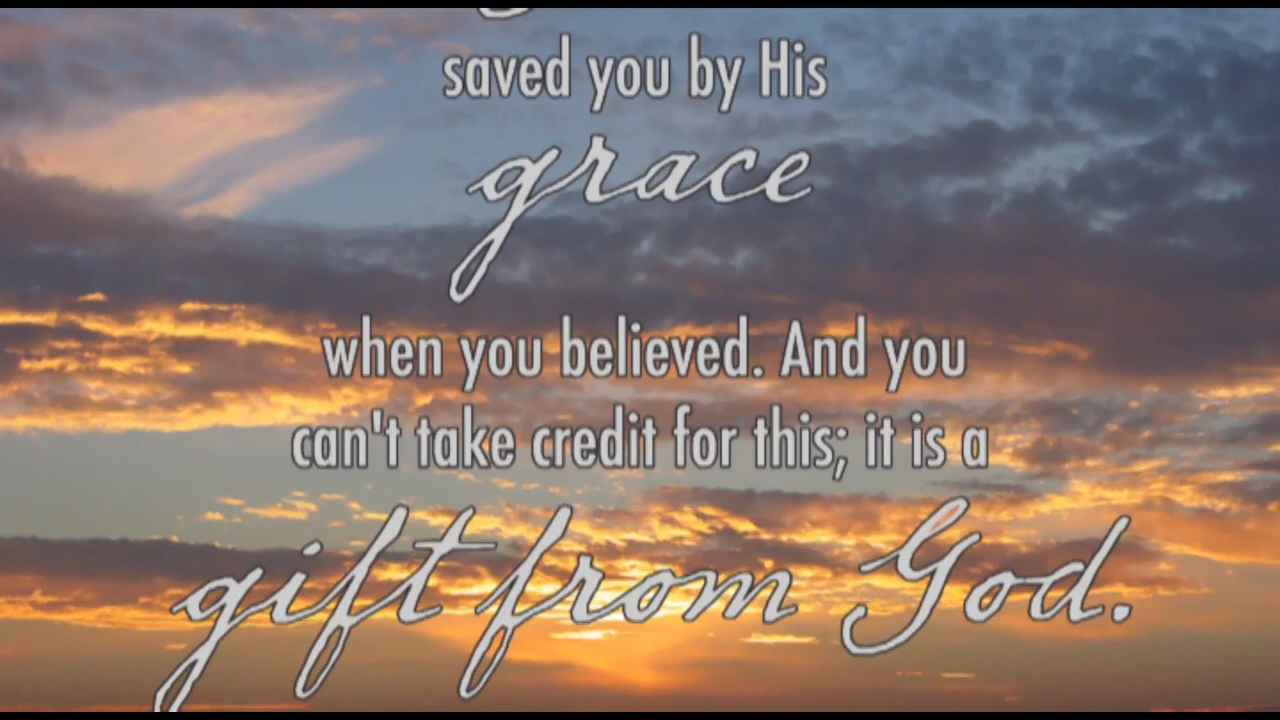 saved you by His
grace
when you believed. And you
can't take credit for this; it is a
gift from God.